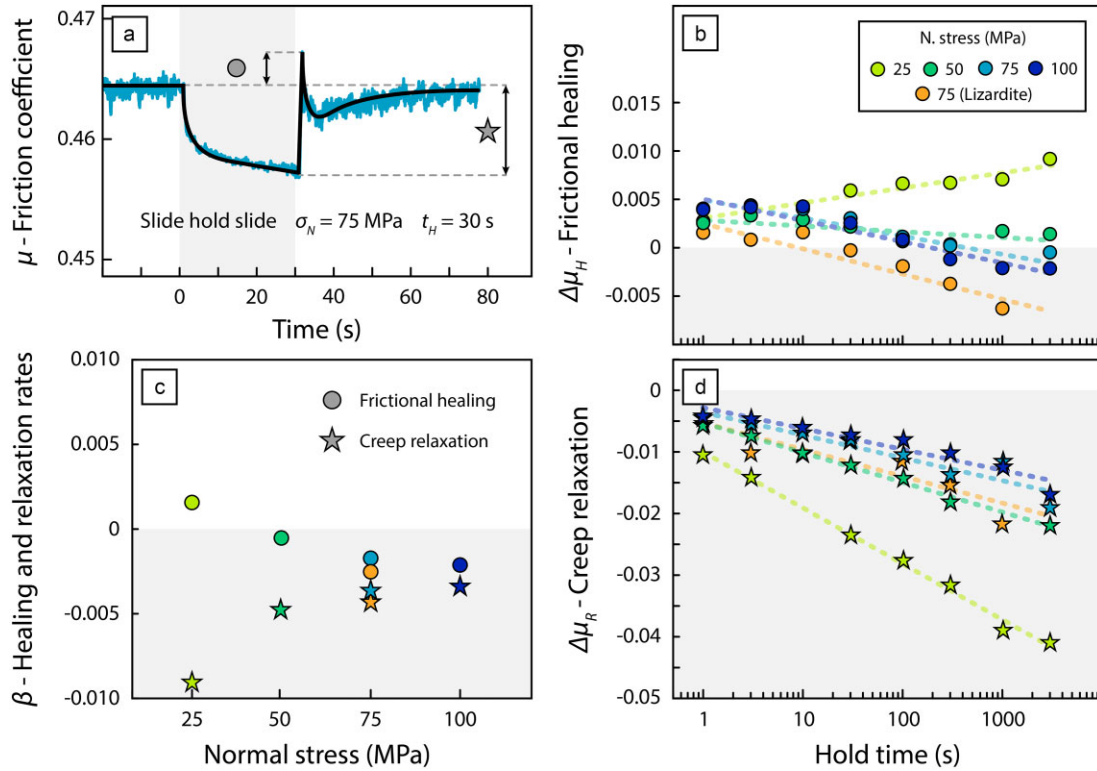 a
0.47
0.46
0.45
μ - Friction coefficient
Slide hold slide σN = 75 MPa tH = 30 s
0 20 40 60 80
Time (s)
b
N. stress (MPa)
25 50 75 100
75 (Lizardite)
0.015
0.010
0.005
0
-0.005
ΔμH - Frictional healing
c
0.010
0.005
0
-0.005
-0.010
β - Healing and relaxation rates
Frictional healing
Creep relaxation
25 50 75 100
Normal stress (MPa)
d
0
-0.01
-0.02
-0.03
-0.04
-0.05
ΔμR - Creep relaxation
1 10 100 1000
Hold time (s)